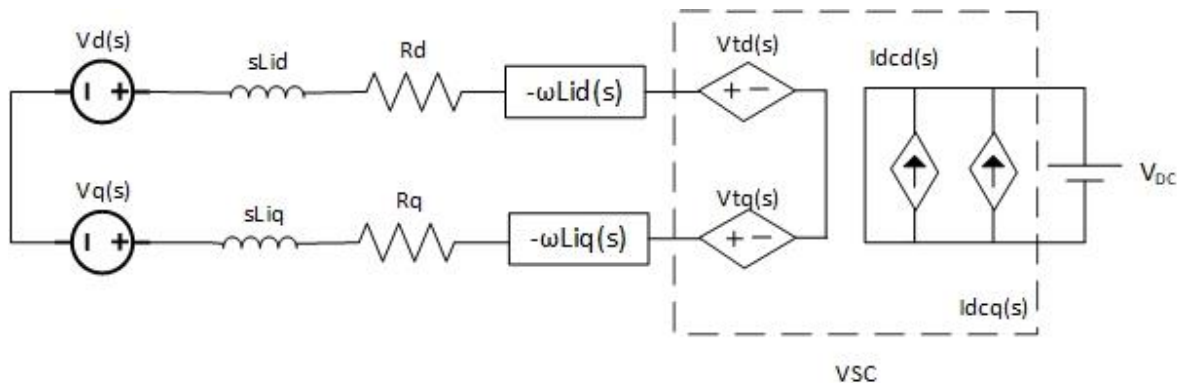 Vd(s)
sLid
Rd
-ωLid(s)
Vtd(s)
+ −
Idcd(s)
Vq(s)
sLiq
Rq
-ωLiq(s)
Vtq(s)
+ −
VDC
Idcq(s)
VSC